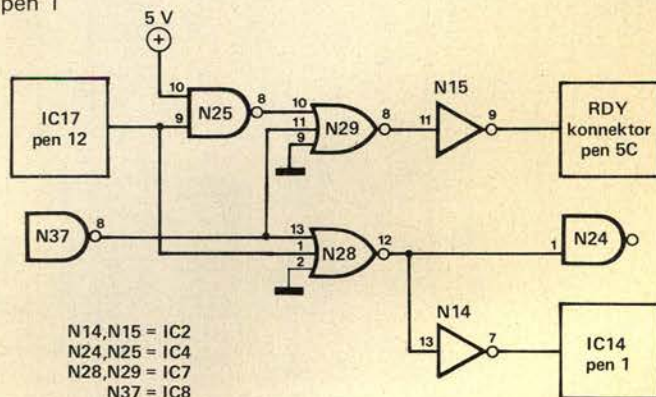 pen 1
5 V
+
IC17
pen 12
10
9
N25
8
10
11
9
N29
8
N15
11
9
RDY
konnektor
pen 5C
N37
8
13
1
2
N28
12
1
N24
N14
13
7
IC14
pen 1
N14,N15 = IC2
N24,N25 = IC4
N28,N29 = IC7
N37 = IC8